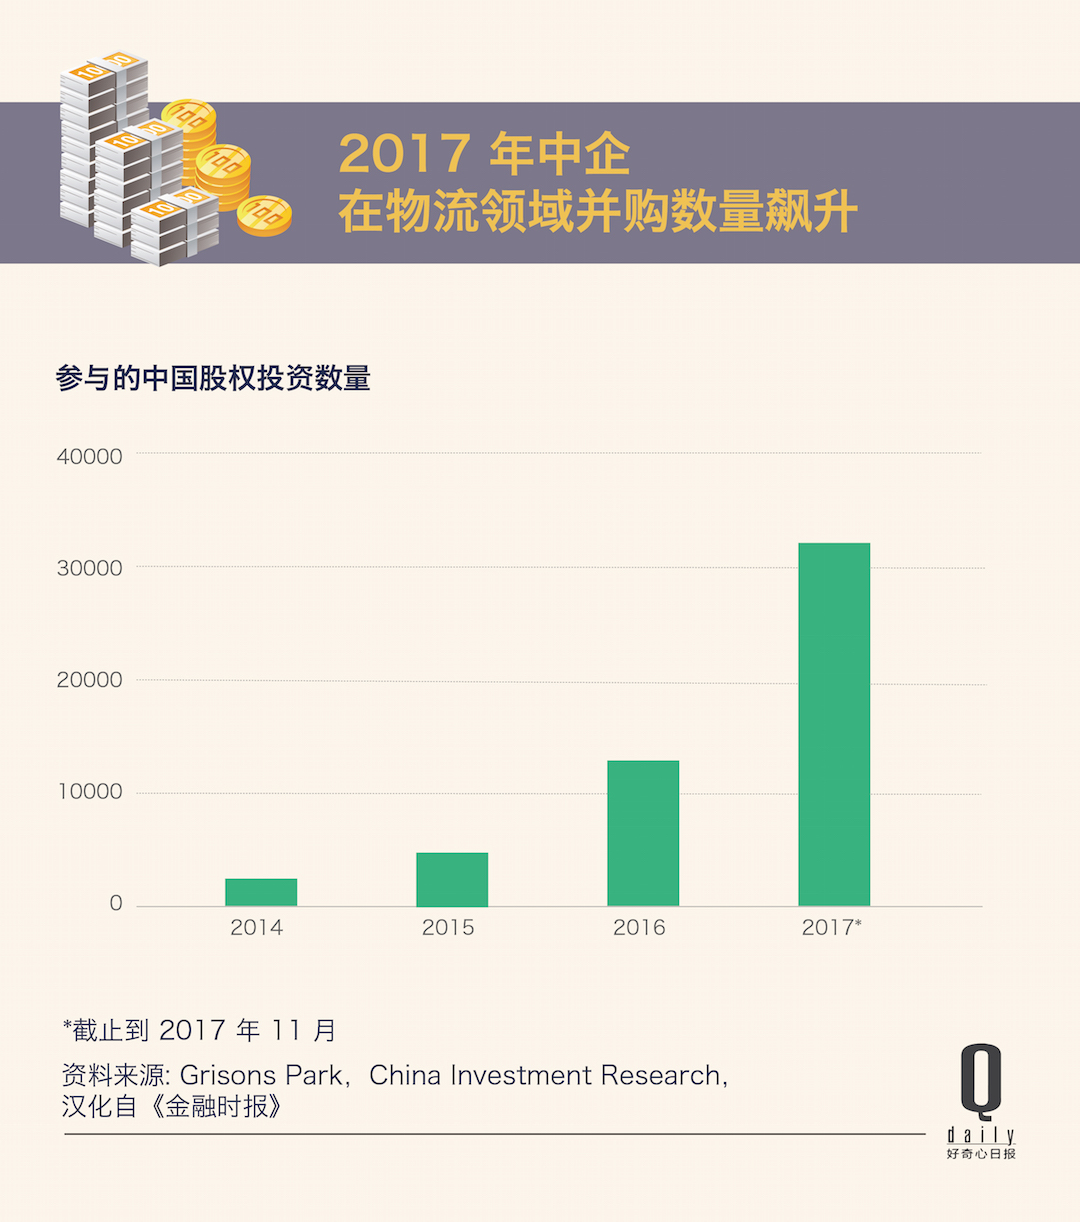 2017 年中企
在物流领域并购数量飙升
参与的中国股权投资数量
40000
30000
20000
10000
0
2014
2015
2016
2017*
*截止到 2017 年 11 月
资料来源: Grisons Park，China Investment Research，
汉化自《金融时报》
Q
daily
好奇心日报
100
100
100